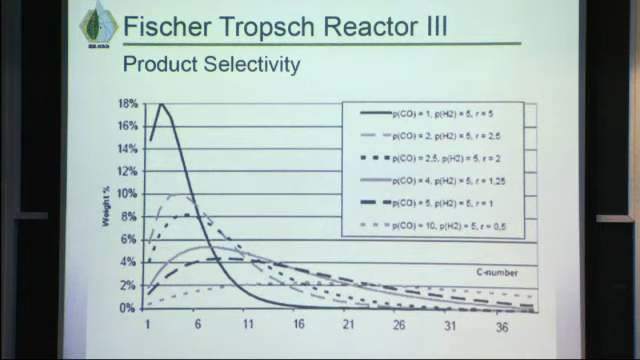 Fischer Tropsch Reactor III
Product Selectivity
18%
16%
14%
12%
10%
8%
6%
4%
2%
0%
Weight %
p(CO) = 1, p(H2) = 5, r = 5
p(CO) = 2, p(H2) = 5, r = 2,5
p(CO) = 2,5, p(H2) = 5, r = 2
p(CO) = 4, p(H2) = 5, r = 1,25
p(CO) = 5, p(H2) = 5, r = 1
p(CO) = 10, p(H2) = 5, r = 0,5
C-number
1 6 11 16 21 26 31 36